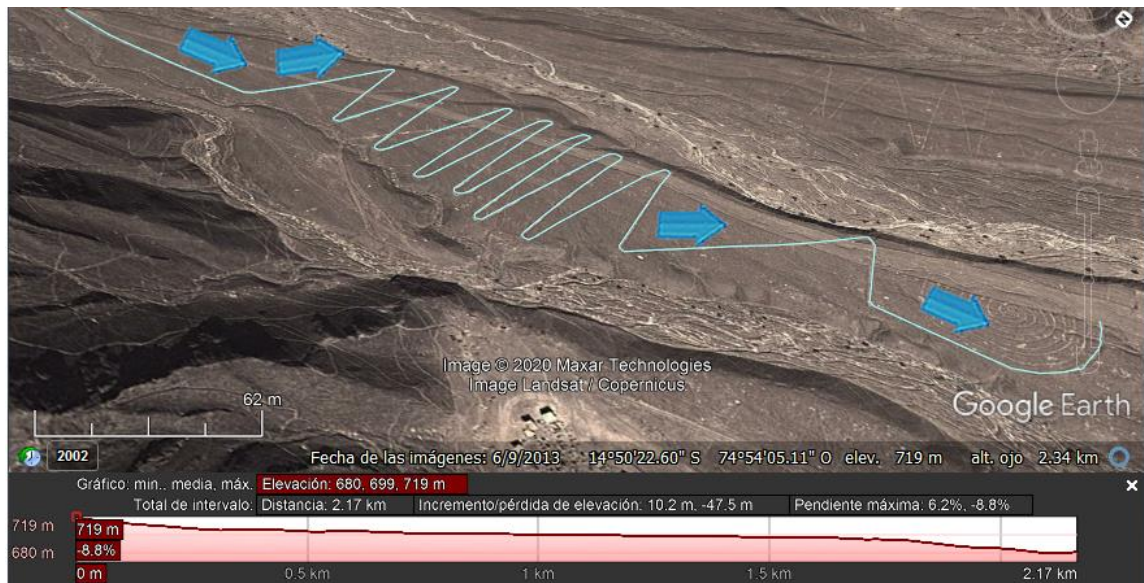 N
62 m
Image © 2020 Maxar Technologies
Image Landsat / Copernicus
Google Earth
2002
Fecha de las imágenes: 6/9/2013 14°50'22.60" S 74°54'05.11" O elev. 719 m alt. ojo 2.34 km
Gráfico: min., media, máx. Elevación: 680, 699, 719 m
Total de intervalo: Distancia: 2.17 km Incremento/pérdida de elevación: 10.2 m. -47.5 m Pendiente máxima: 6.2%, -8.8%
719 m
680 m
719 m
-8.8%
0 m 0.5 km 1 km 1.5 km 2.17 km